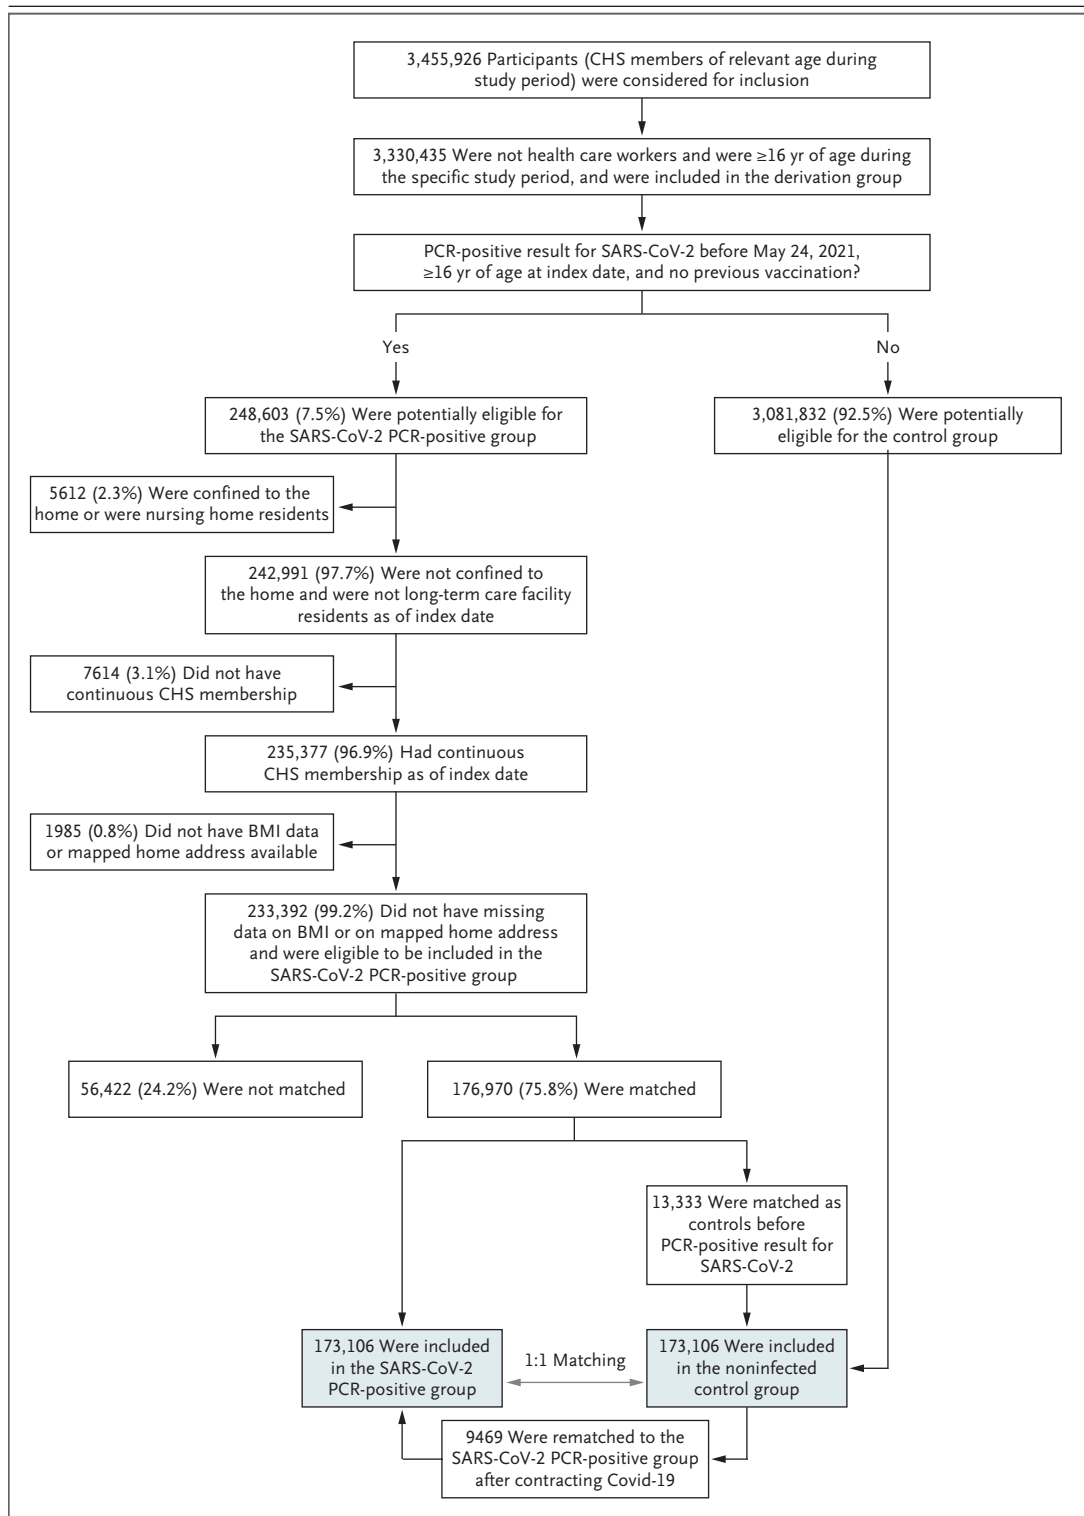 3,455,926 Participants (CHS members of relevant age during
study period) were considered for inclusion
3,330,435 Were not health care workers and were ≥16 yr of age during
the specific study period, and were included in the derivation group
PCR-positive result for SARS-CoV-2 before May 24, 2021,
≥16 yr of age at index date, and no previous vaccination?
Yes
No
248,603 (7.5%) Were potentially eligible for
the SARS-CoV-2 PCR-positive group
3,081,832 (92.5%) Were potentially
eligible for the control group
5612 (2.3%) Were confined to the
home or were nursing home residents
242,991 (97.7%) Were not confined to
the home and were not long-term care facility
residents as of index date
7614 (3.1%) Did not have
continuous CHS membership
235,377 (96.9%) Had continuous
CHS membership as of index date
1985 (0.8%) Did not have BMI data
or mapped home address available
233,392 (99.2%) Did not have missing
data on BMI or on mapped home address
and were eligible to be included in the
SARS-CoV-2 PCR-positive group
56,422 (24.2%) Were not matched
176,970 (75.8%) Were matched
13,333 Were matched as
controls before
PCR-positive result for
SARS-CoV-2
173,106 Were included
in the SARS-CoV-2
PCR-positive group
1:1 Matching
173,106 Were included
in the noninfected
control group
9469 Were rematched to the
SARS-CoV-2 PCR-positive group
after contracting Covid-19